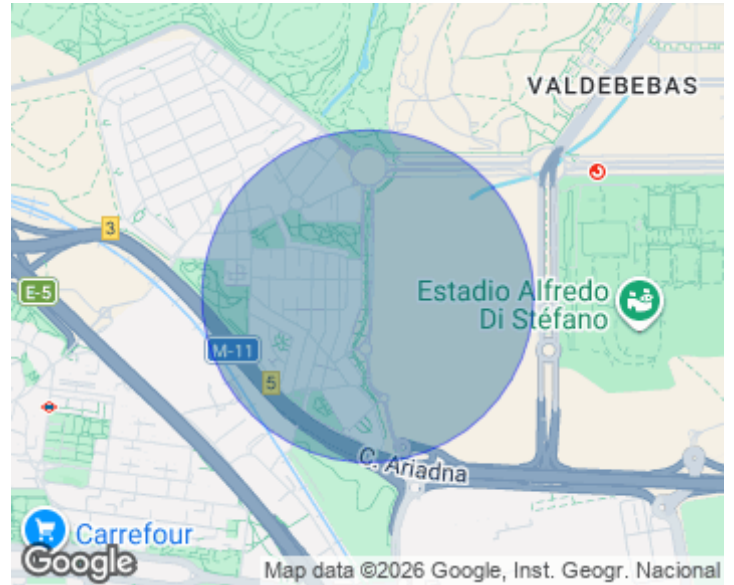 VALDEBEBAS
3
E-5
Estadio Alfredo
Di Stéfano
M-11
5
C. Ariadna
Carrefour
Google
Map data ©2026 Google, Inst. Geogr. Nacional